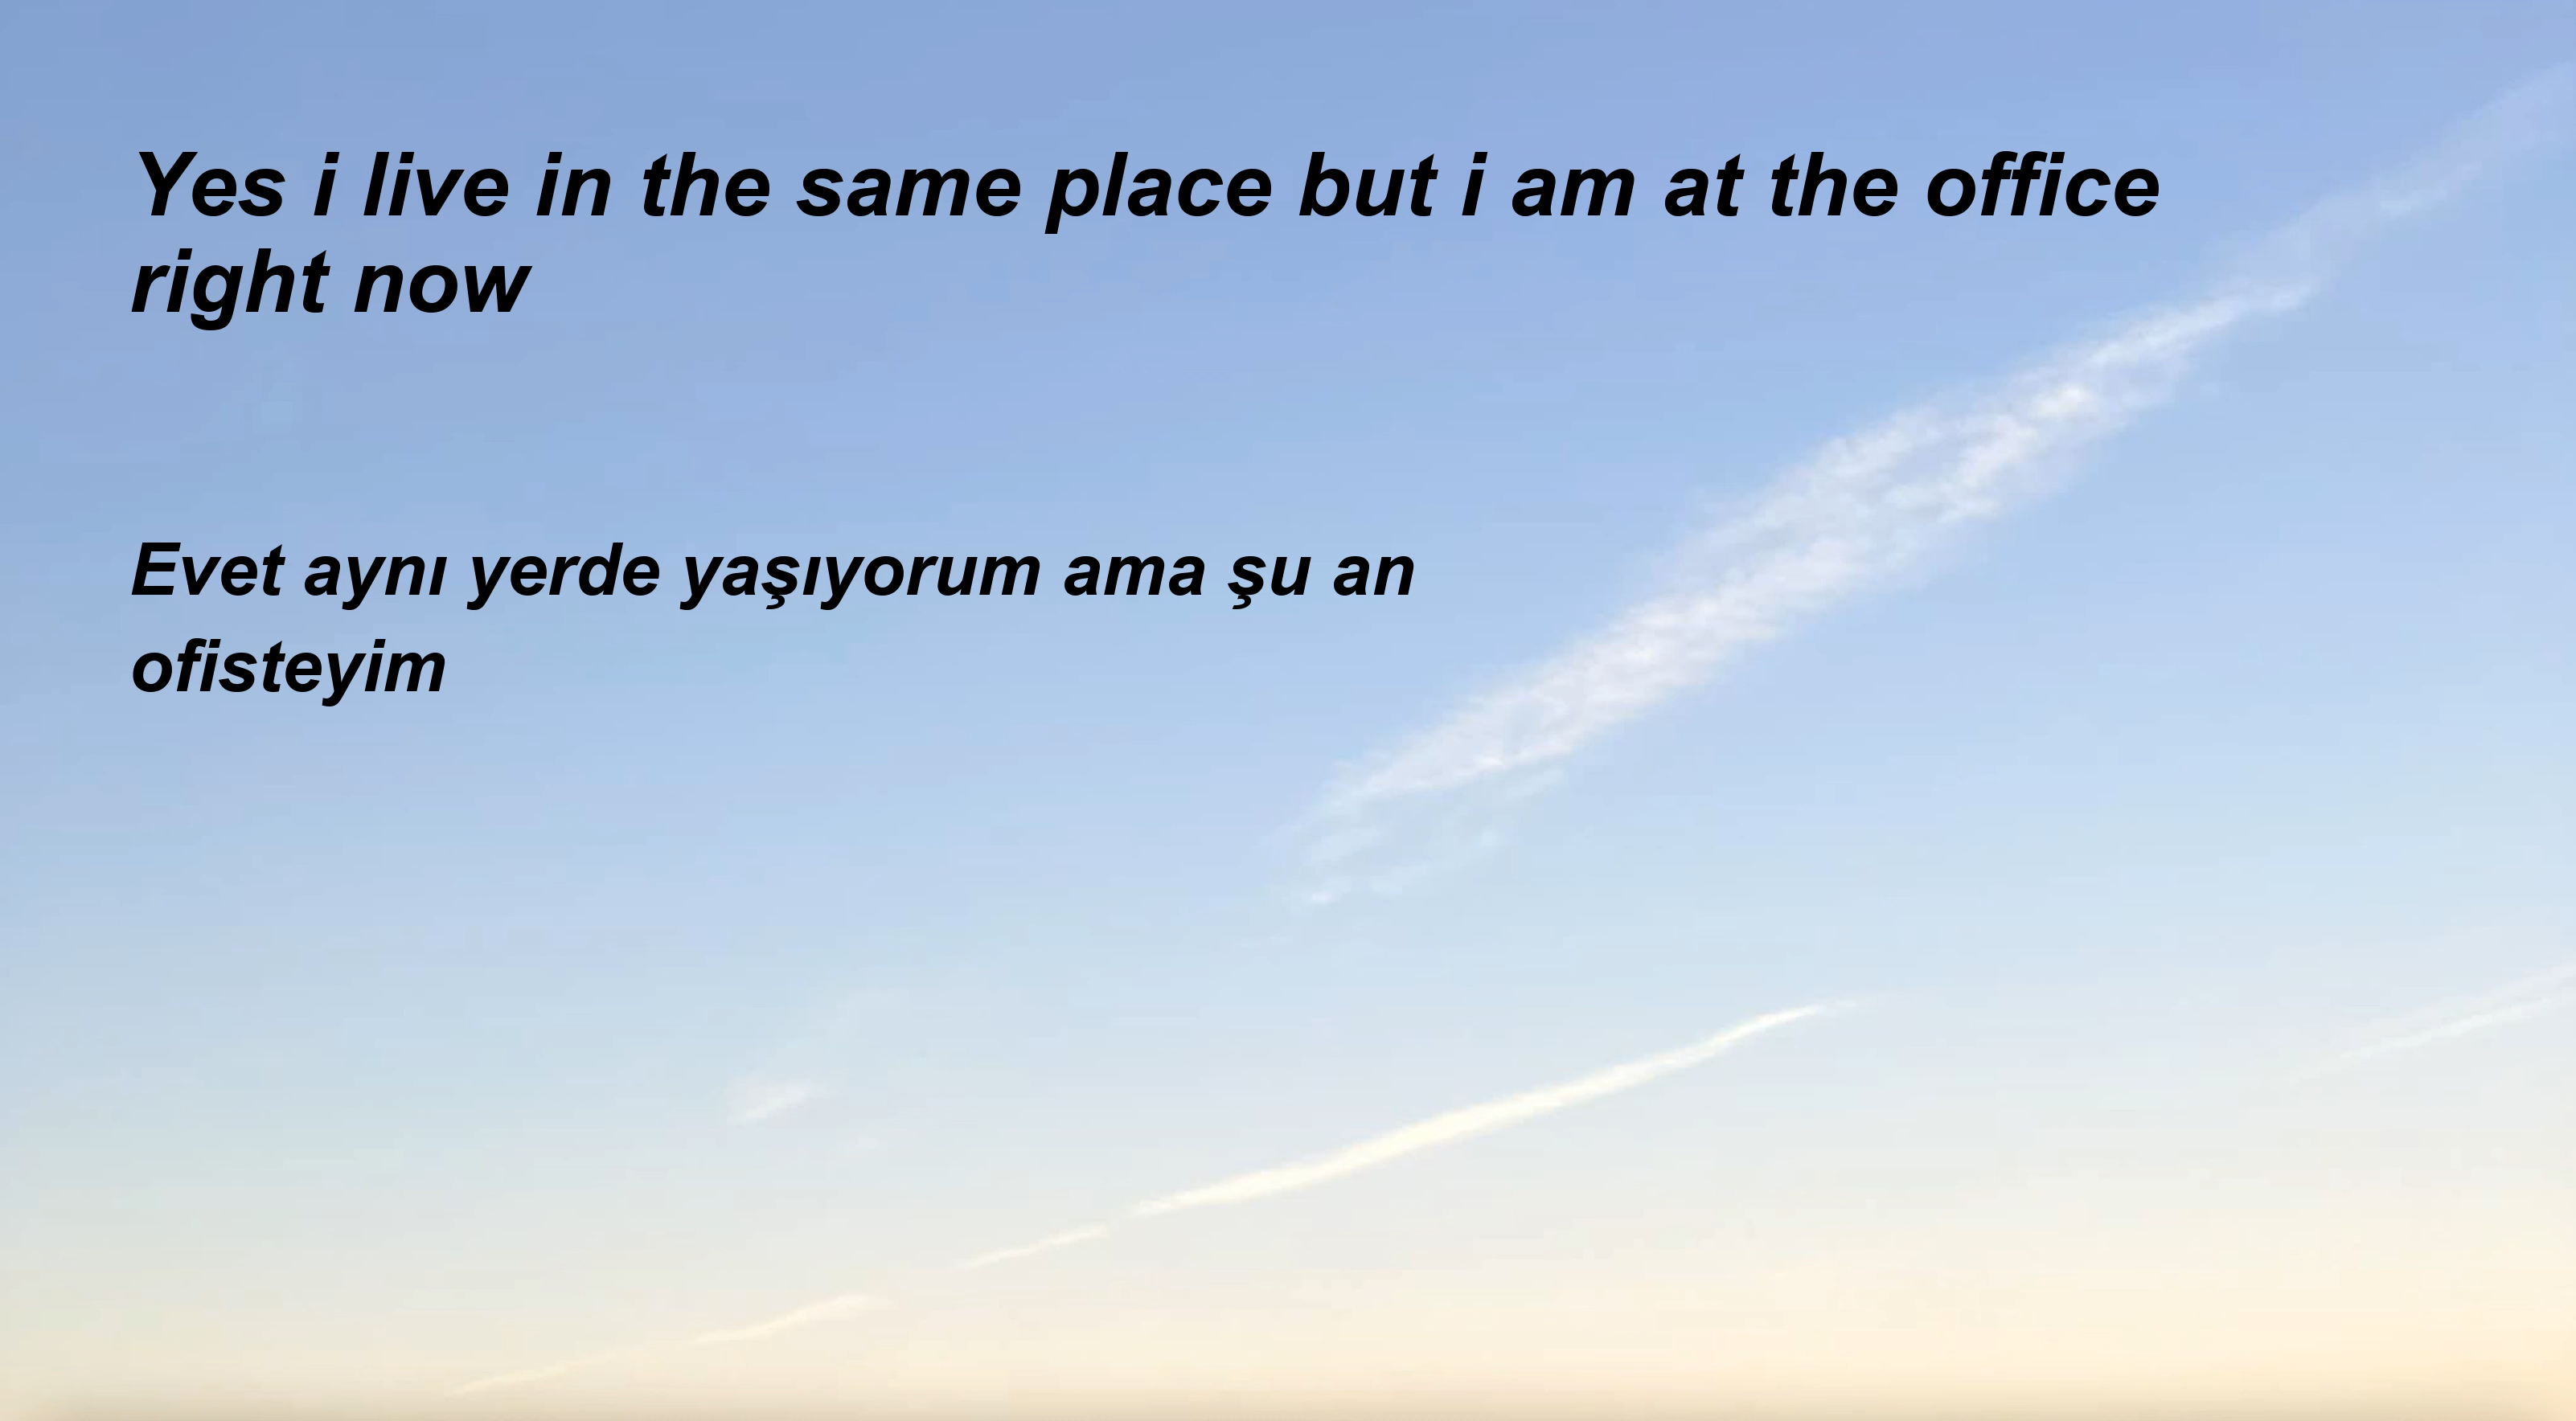 Yes i live in the same place but i am at the office
right now
Evet aynı yerde yaşıyorum ama şu an
ofisteyim